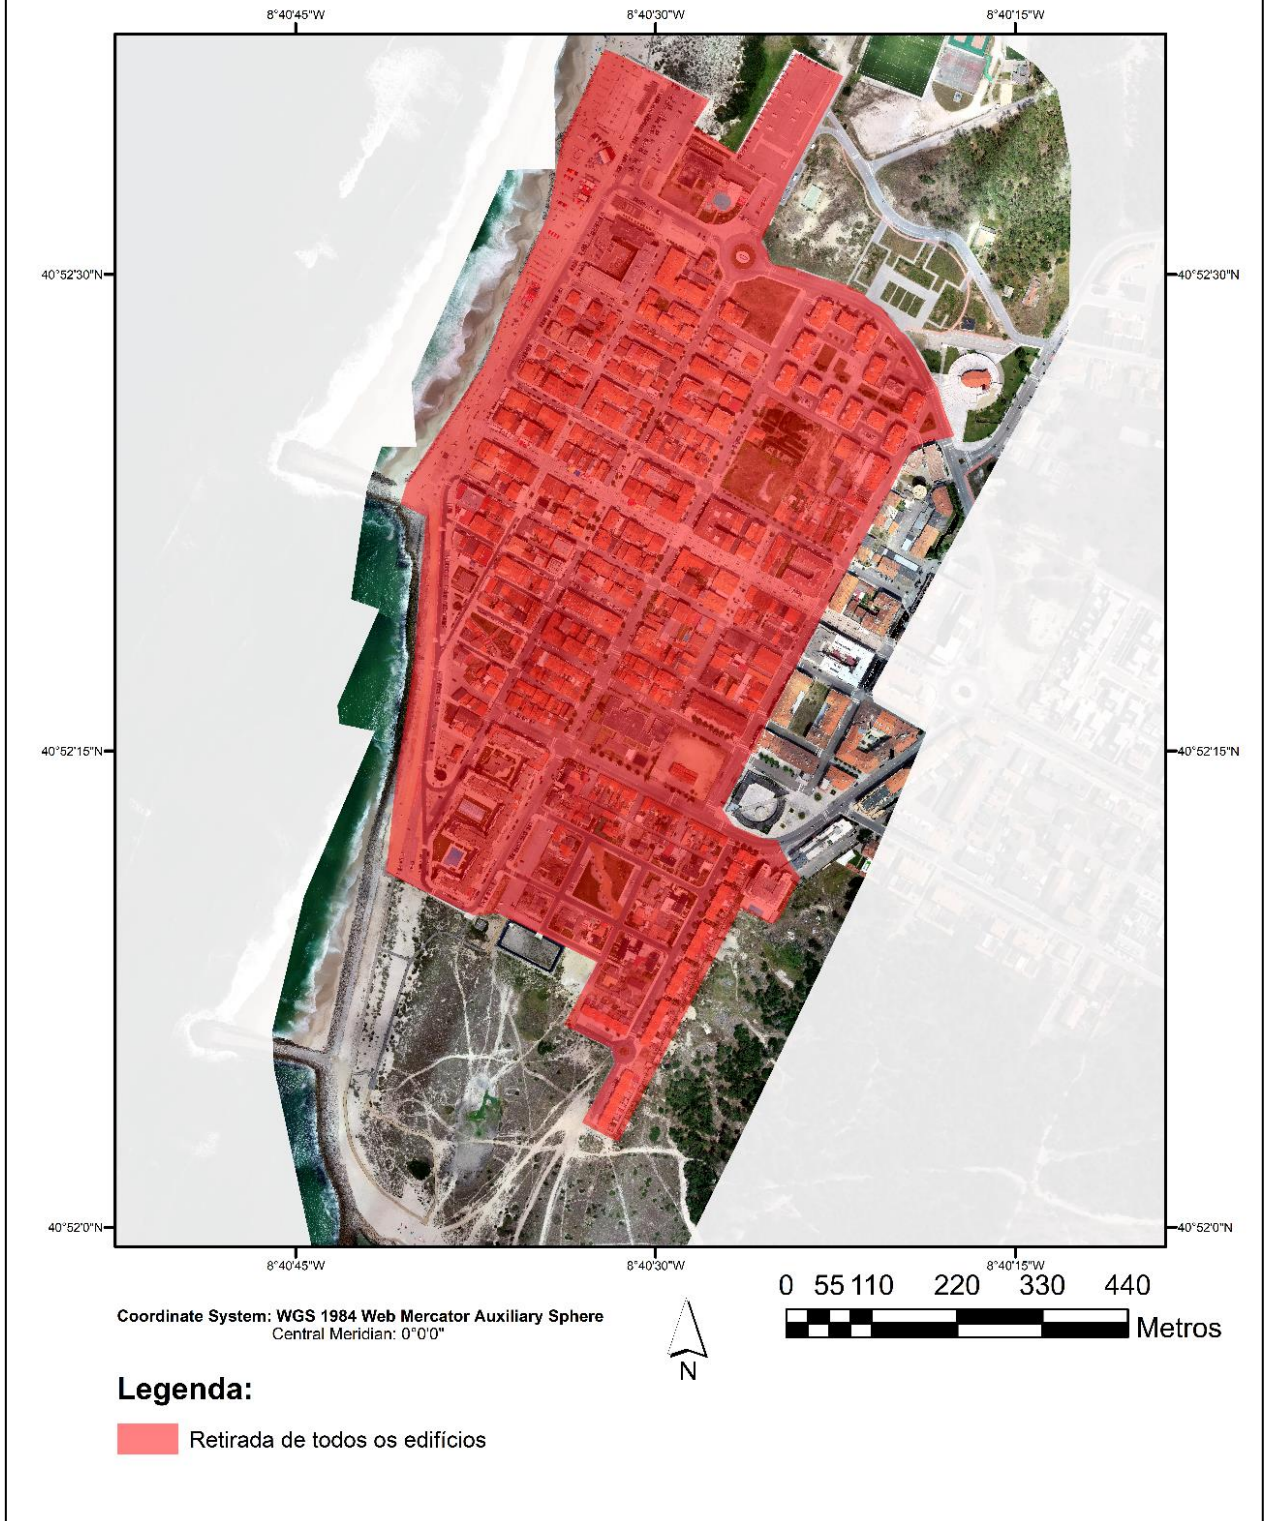 8°40'45"W 8°40'30"W 8°40'15"W
40°52'30"N 40°52'30"N
40°52'15"N 40°52'15"N
40°52'0"N 40°52'0"N
8°40'45"W 8°40'30"W 8°40'15"W
0 55 110 220 330 440
Metros
Coordinate System: WGS 1984 Web Mercator Auxiliary Sphere
Central Meridian: 0°0'0"
N
Legenda:
Retirada de todos os edifícios